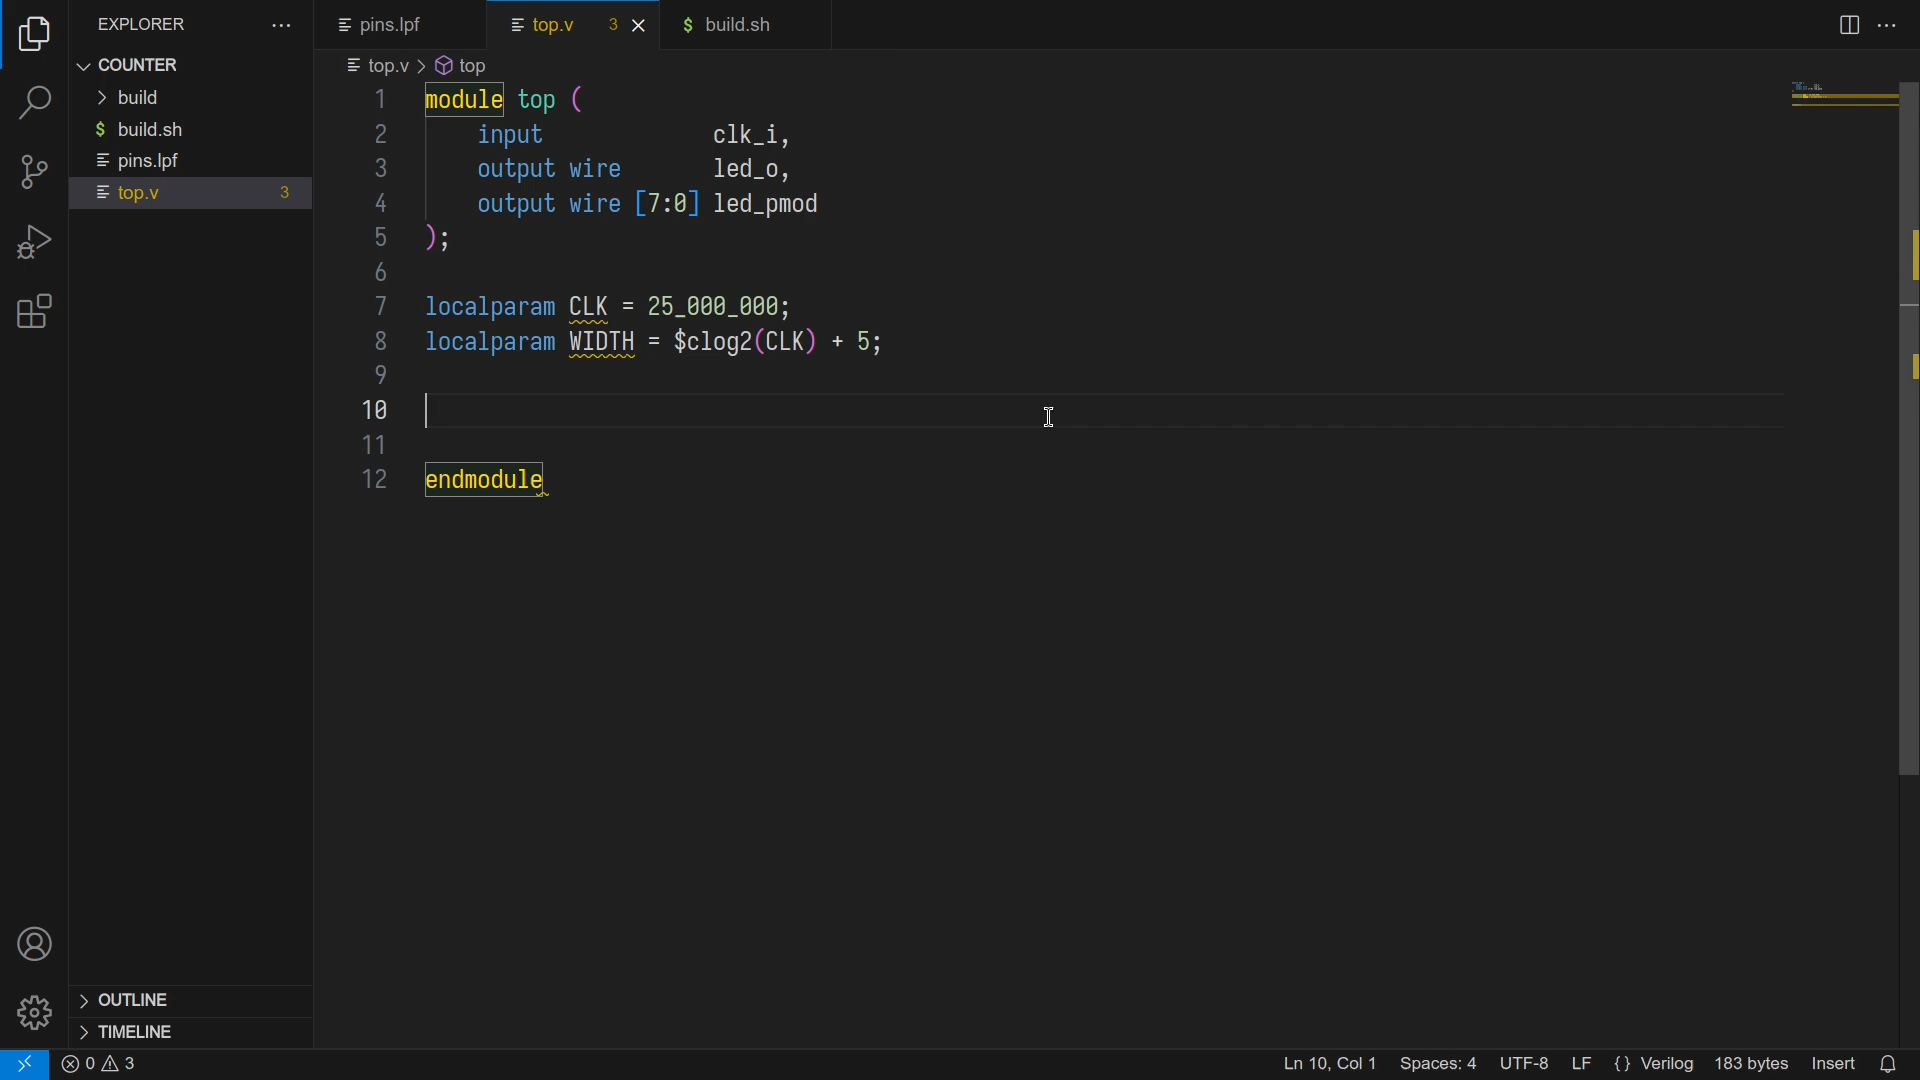 EXPLORER
COUNTER
build
$ build.sh
pins.lpf
top.v 3
OUTLINE
TIMELINE
pins.lpf
top.v 3
$ build.sh
top.v > top
1 module top (
2     input             clk_i,
3     output wire       led_o,
4     output wire [7:0] led_pmod
5 );
6
7 localparam CLK = 25_000_000;
8 localparam WIDTH = $clog2(CLK) + 5;
9
10
11
12 endmodule
0 3
Ln 10, Col 1 Spaces: 4 UTF-8 LF {} Verilog 183 bytes Insert